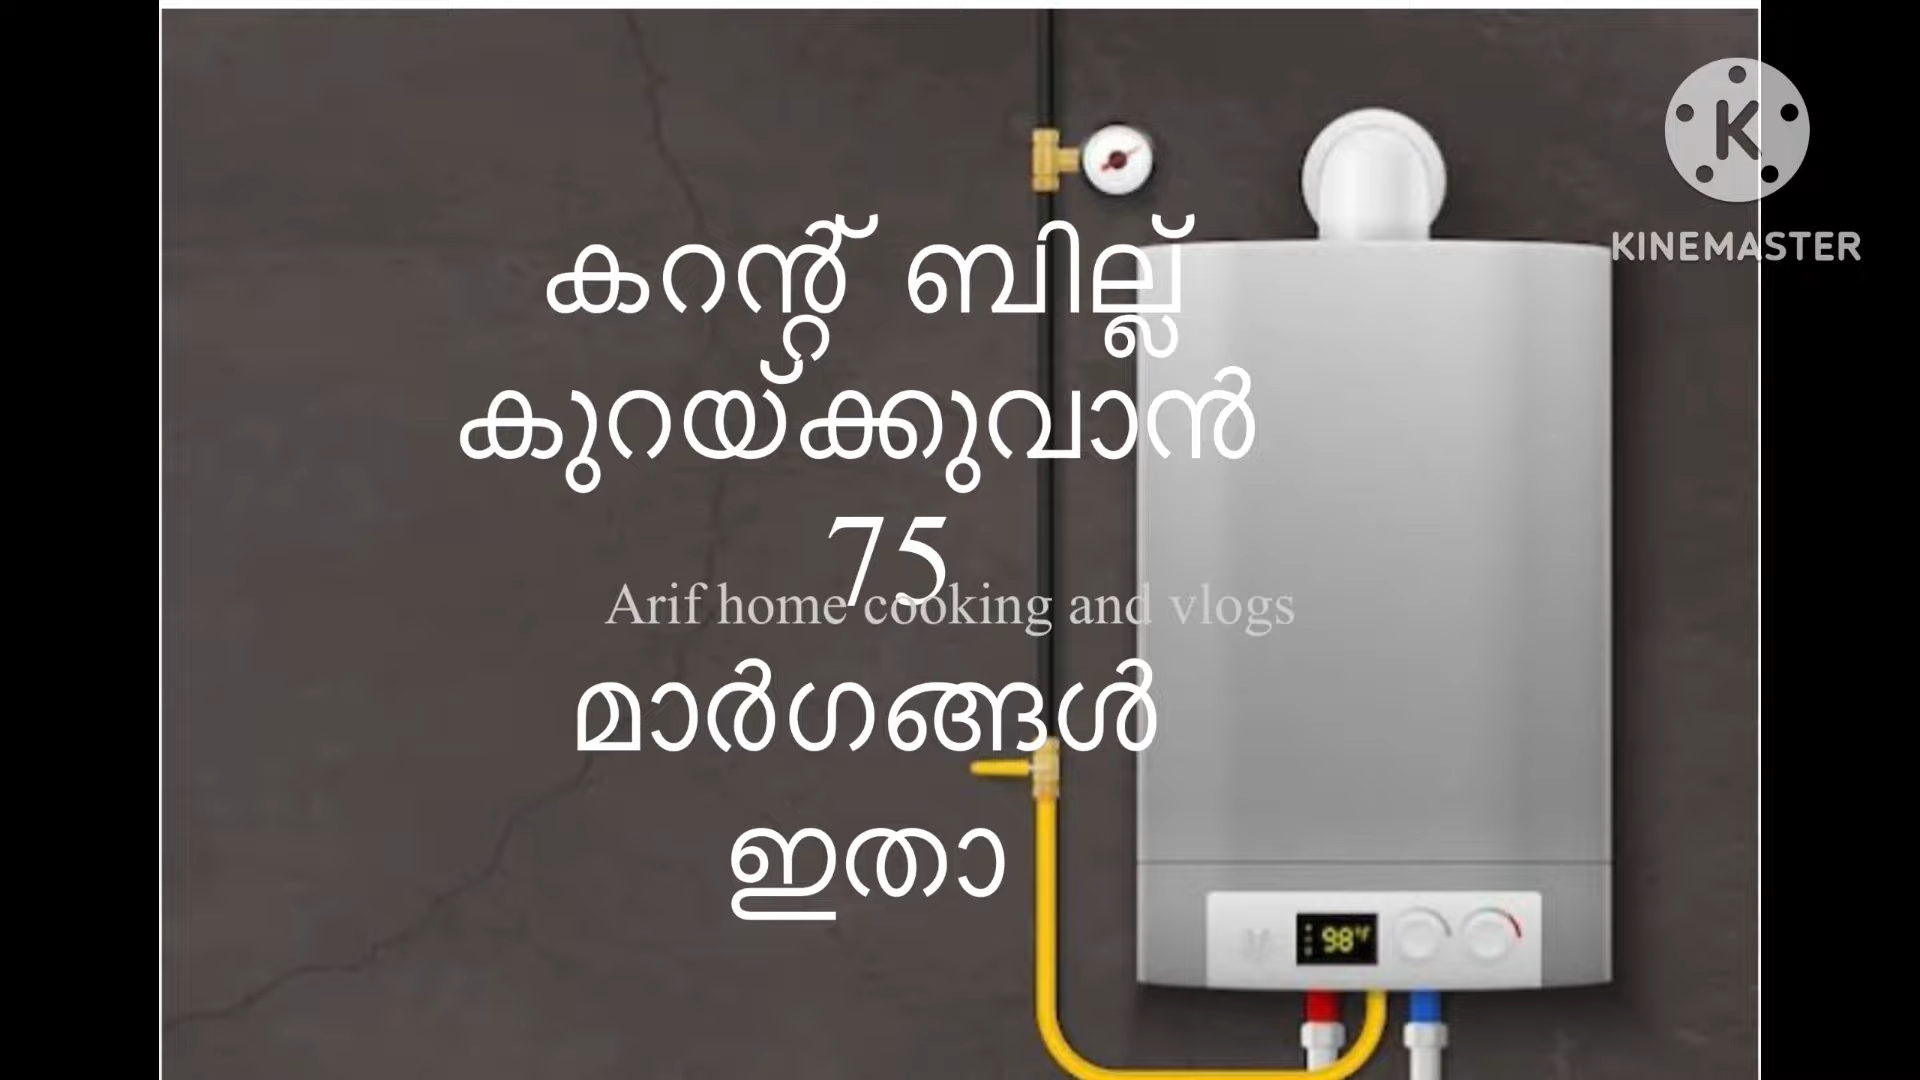 K
KINEMASTER
കറന്റ് ബില്ല്
കുറയ്ക്കുവാൻ
75
Arif home cooking and vlogs
മാർഗങ്ങൾ
ഇതാ
98°F